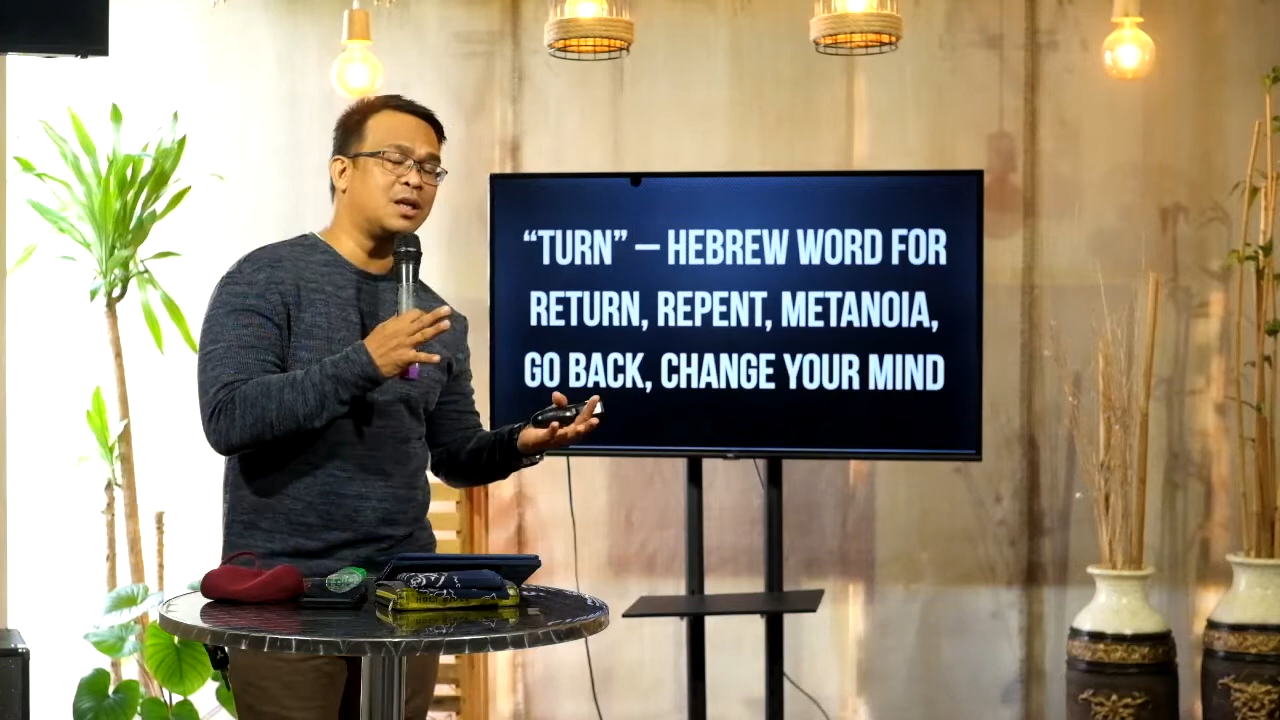 “TURN” – HEBREW WORD FOR
RETURN, REPENT, METANOIA,
GO BACK, CHANGE YOUR MIND